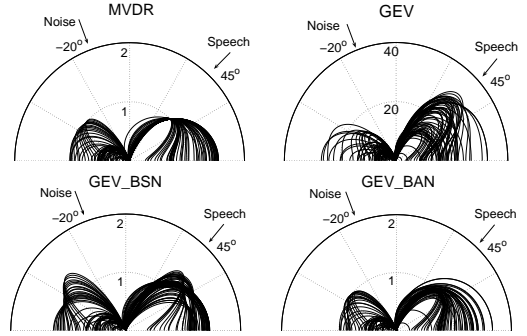 MVDR
Noise
−20°
2
Speech
45°
1
GEV
Noise
−20°
40
Speech
45°
20
GEV_BSN
Noise
−20°
2
Speech
45°
1
GEV_BAN
Noise
−20°
2
Speech
45°
1